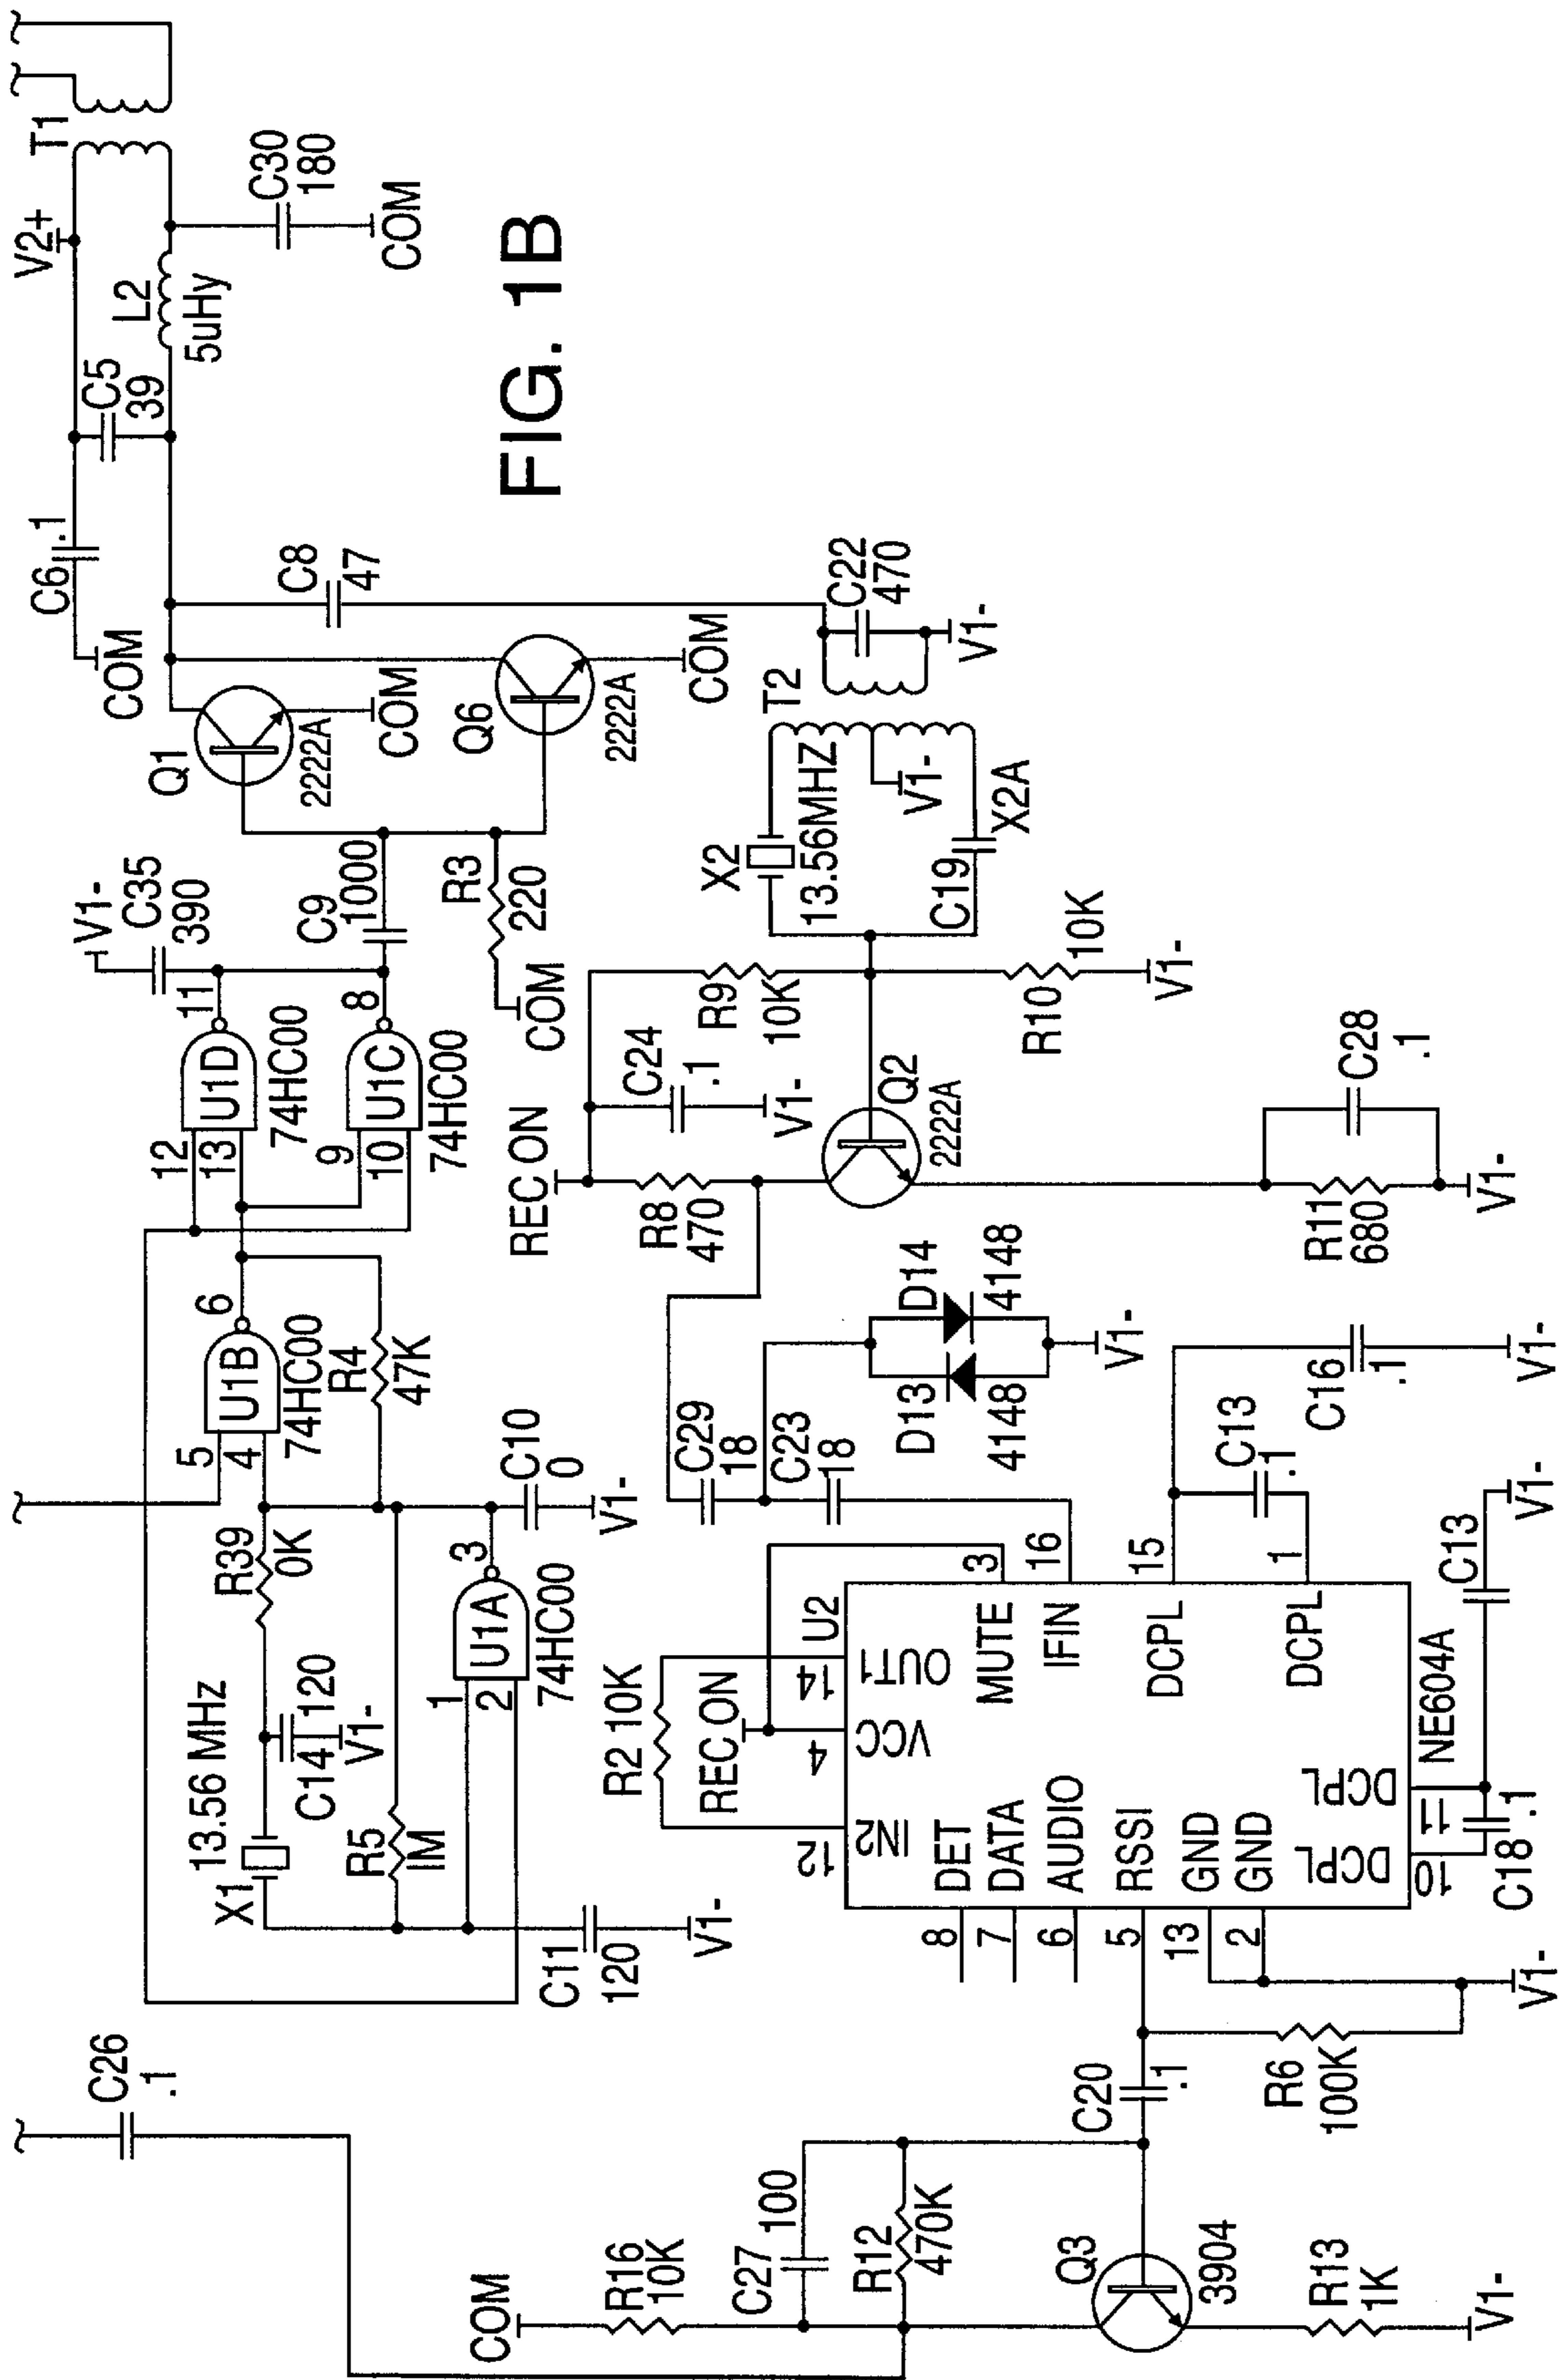 C26
.1
C11
120
V1-
X1
13.56 MHz
C14
120
V1-
R39
0K
R5
IM
1
2
3
U1A
74HC00
C10
0
V1-
5
4
6
U1B
74HC00
R4
47K
12
13
11
U1D
74HC00
9
10
8
U1C
74HC00
V1-
C35
390
C9
1000
R3
220
COM
Q1
2222A
COM
Q6
2222A
COM
C6
.1
COM
C8
47
C5
39
L2
5uHy
V2+
T1
C30
180
COM
FIG. 1B
COM
R16
10K
C27
100
R12
470K
Q3
3904
R13
1K
V1-
C20
.1
R6
100K
V1-
R2 10K
REC ON
12
4
14
U2
IN2
VCC
OUT1
8
DET
7
DATA
6
AUDIO
5
RSSI
13
GND
2
GND
MUTE
3
IFIN
16
DCPL
15
DCPL
1
DCPL
DCPL
10
11
NE604A
C18
.1
C13
V1-
C13
.1
C16
.1
V1-
C29
18
C23
18
D13
4148
D14
4148
V1-
REC ON
R8
470
C24
.1
V1-
R9
10K
Q2
2222A
R10
10K
V1-
R11
680
C28
.1
V1-
X2
13.56MHZ
V1-
C19
X2A
T2
C22
470
V1-